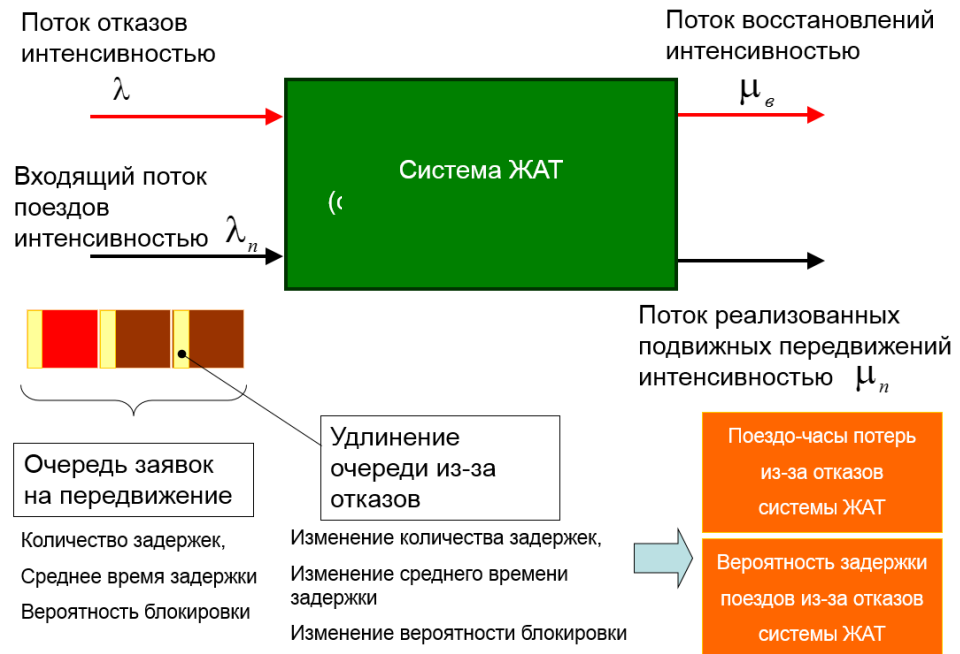 Поток отказов
интенсивностью
λ
Поток восстановлений
интенсивностью
μв
Система ЖАТ
Входящий поток
поездов
интенсивностью λn
Поток реализованных
подвижных передвижений
интенсивностью μn
Очередь заявок
на передвижение
Удлинение
очереди из-за
отказов
Количество задержек,
Среднее время задержки
Вероятность блокировки
Изменение количества задержек,
Изменение среднего времени
задержки
Изменение вероятности блокировки
Поездо-часы потерь
из-за отказов
системы ЖАТ
Вероятность задержки
поездов из-за отказов
системы ЖАТ